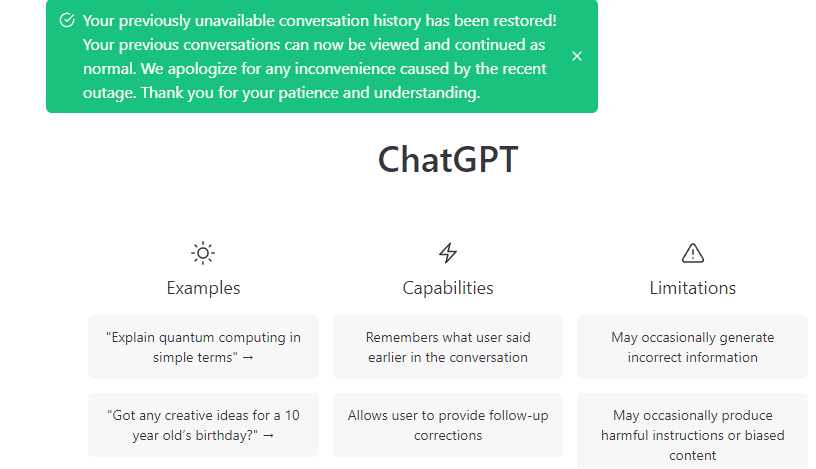 Your previously unavailable conversation history has been restored!
Your previous conversations can now be viewed and continued as
normal. We apologize for any inconvenience caused by the recent
outage. Thank you for your patience and understanding.
ChatGPT
Examples
"Explain quantum computing in
simple terms" →
"Got any creative ideas for a 10
year old’s birthday?" →
Capabilities
Remembers what user said
earlier in the conversation
Allows user to provide follow-up
corrections
Limitations
May occasionally generate
incorrect information
May occasionally produce
harmful instructions or biased
content